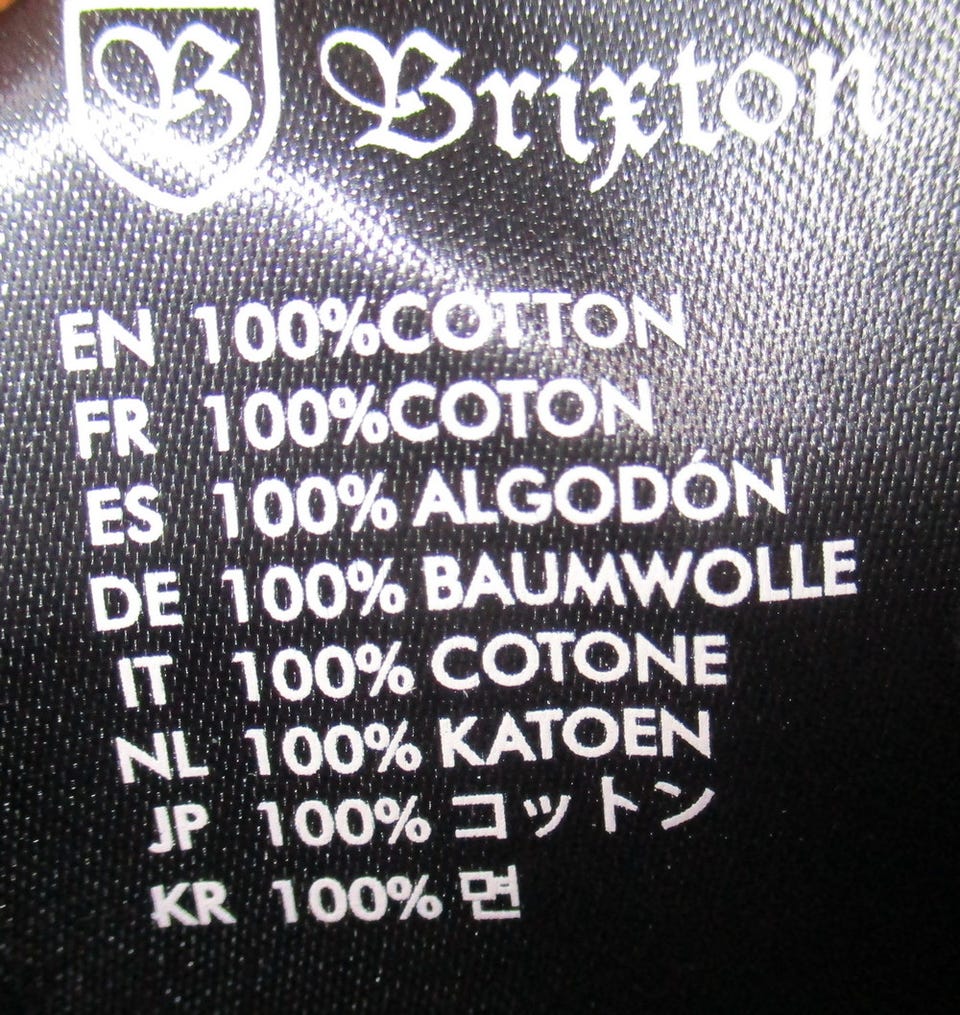 B Brixton
EN 100%COTTON
FR 100%COTON
ES 100% ALGODÓN
DE 100% BAUMWOLLE
IT 100% COTONE
NL 100% KATOEN
JP 100% コットン
KR 100% 면